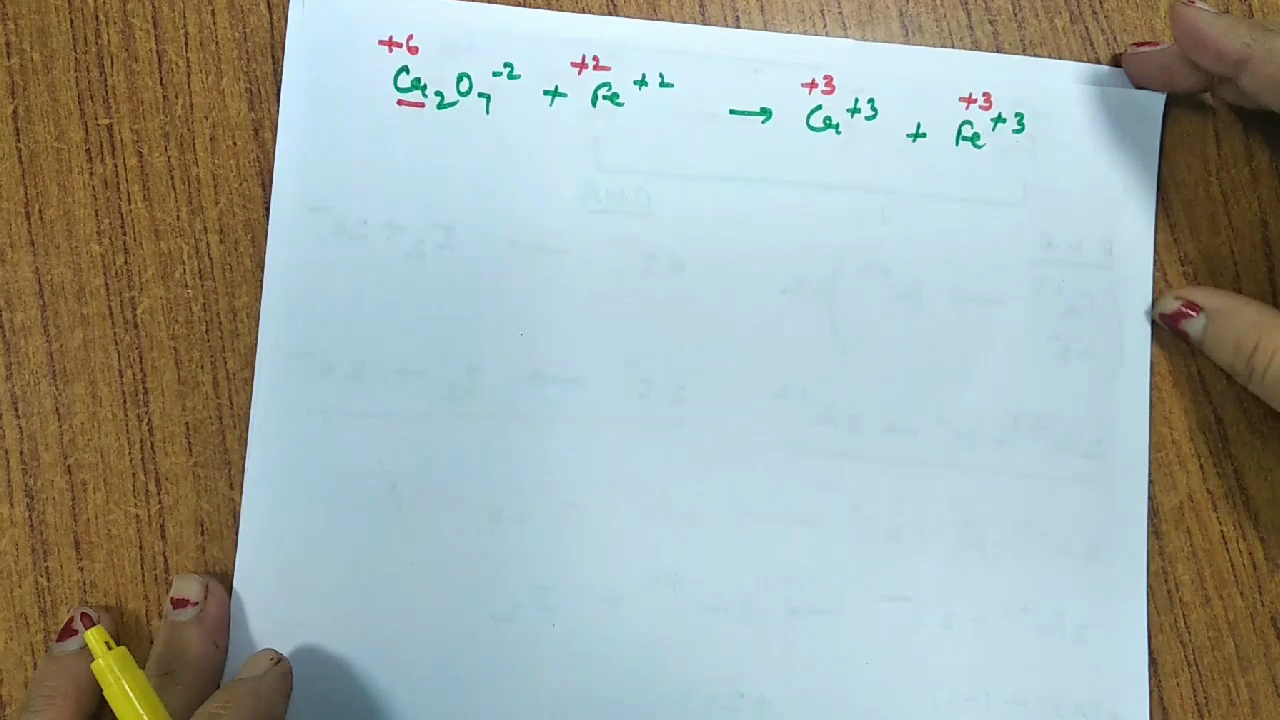 +6 +2 +3 +3
Cr₂O₇⁻² + Fe⁺² → Cr⁺³ + Fe⁺³